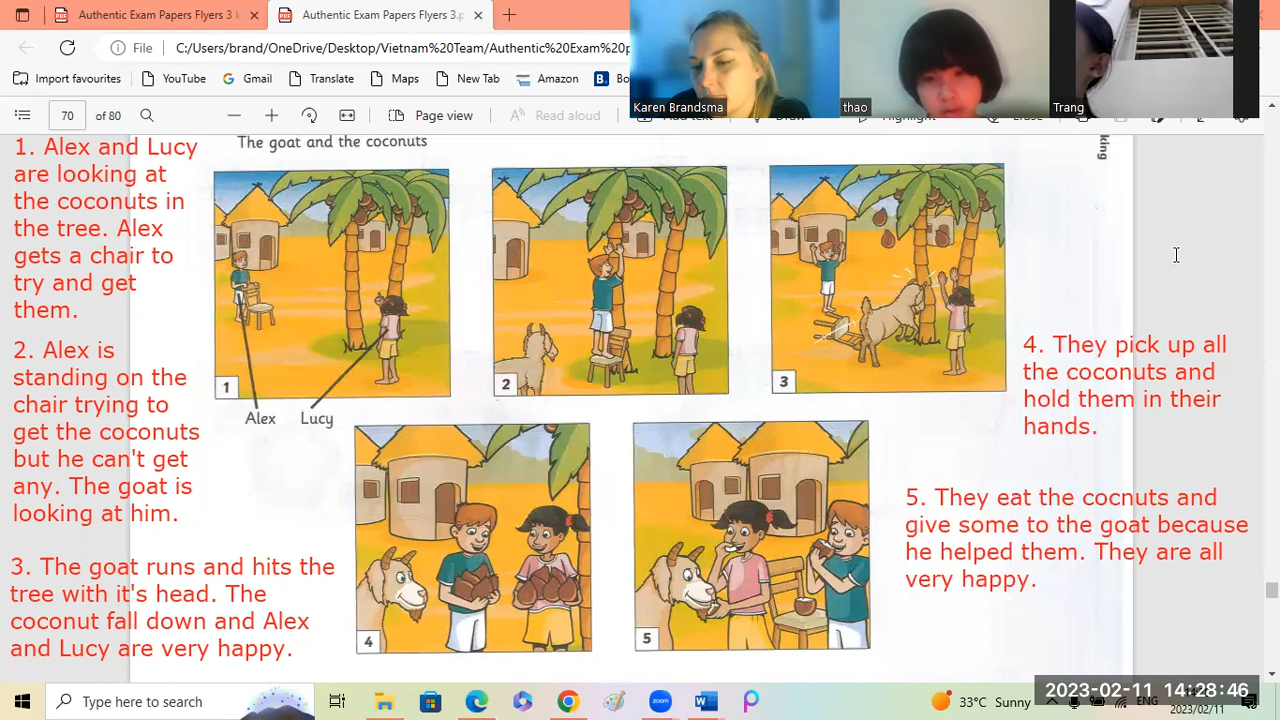 Authentic Exam Papers Flyers 3 k
Authentic Exam Papers Flyers 3.p
File
C:/Users/brand/OneDrive/Desktop/Vietnam%20Team/Authentic%20Exam%20p
Import favourites
YouTube
Gmail
Translate
Maps
New Tab
Amazon
B.
Bo
70
of 80
Page view
Read aloud
Karen Brandsma
thao
Trang
The goat and the coconuts
king
1. Alex and Lucy
are looking at
the coconuts in
the tree. Alex
gets a chair to
try and get
them.
2. Alex is
standing on the
chair trying to
get the coconuts
but he can't get
any. The goat is
looking at him.
3. The goat runs and hits the
tree with it's head. The
coconut fall down and Alex
and Lucy are very happy.
1
2
3
Alex
Lucy
4. They pick up all
the coconuts and
hold them in their
hands.
4
5
5. They eat the cocnuts and
give some to the goat because
he helped them. They are all
very happy.
Type here to search
zoom
33°C Sunny
ENG
2023-02-11 14:28:46
2023/02/11